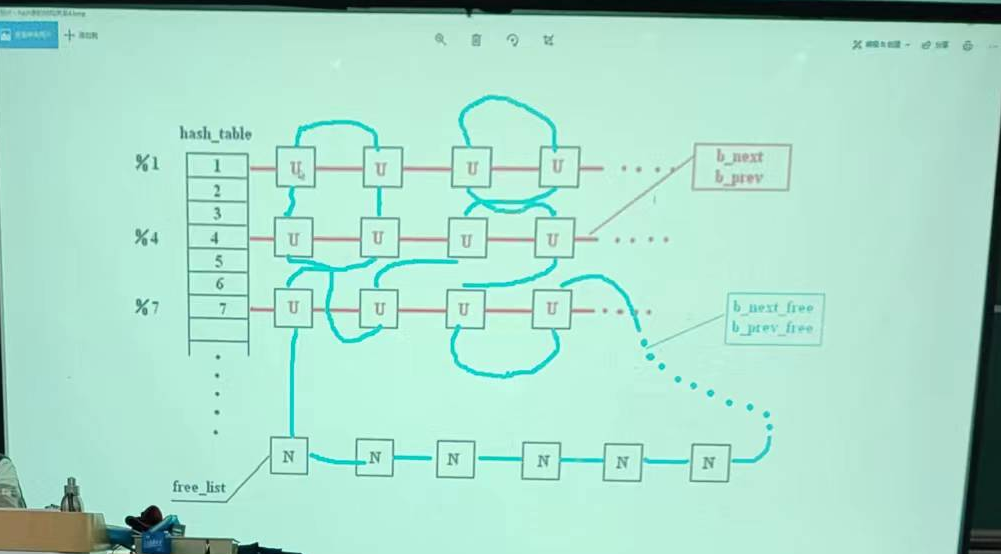 hash_table
%1
1
U
U
U
U
b_next
b_prev
2
3
%4
4
U
U
U
U
5
6
%7
7
U
U
U
U
b_next_free
b_prev_free
N
N
N
N
N
N
free_list